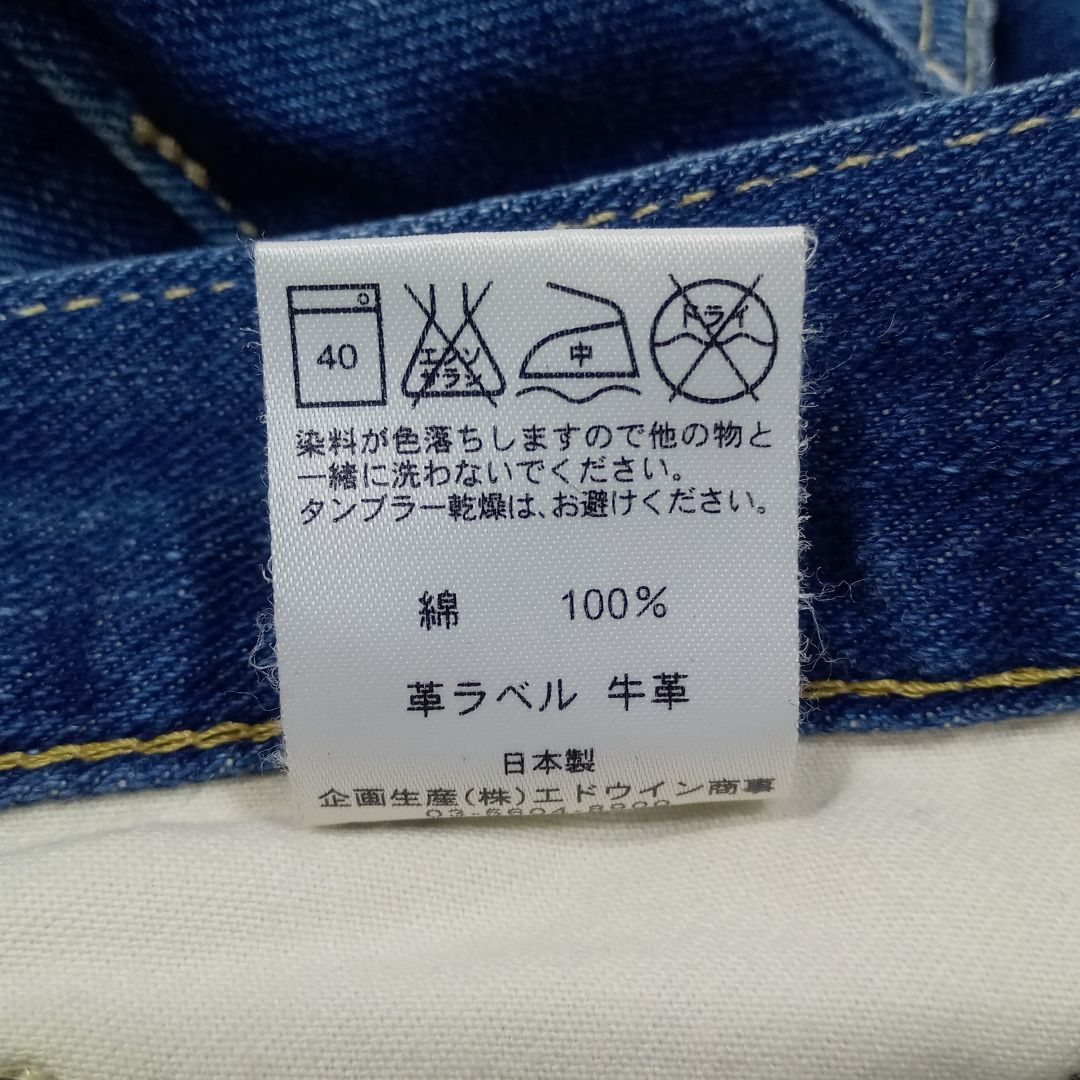 40
エンソ
サラシ
中
ドライ
染料が色落ちしますので他の物と
一緒に洗わないでください。
タンブラー乾燥は、お避けください。
綿 100%
革ラベル 牛革
日本製
企画生産(株)エドウイン商事